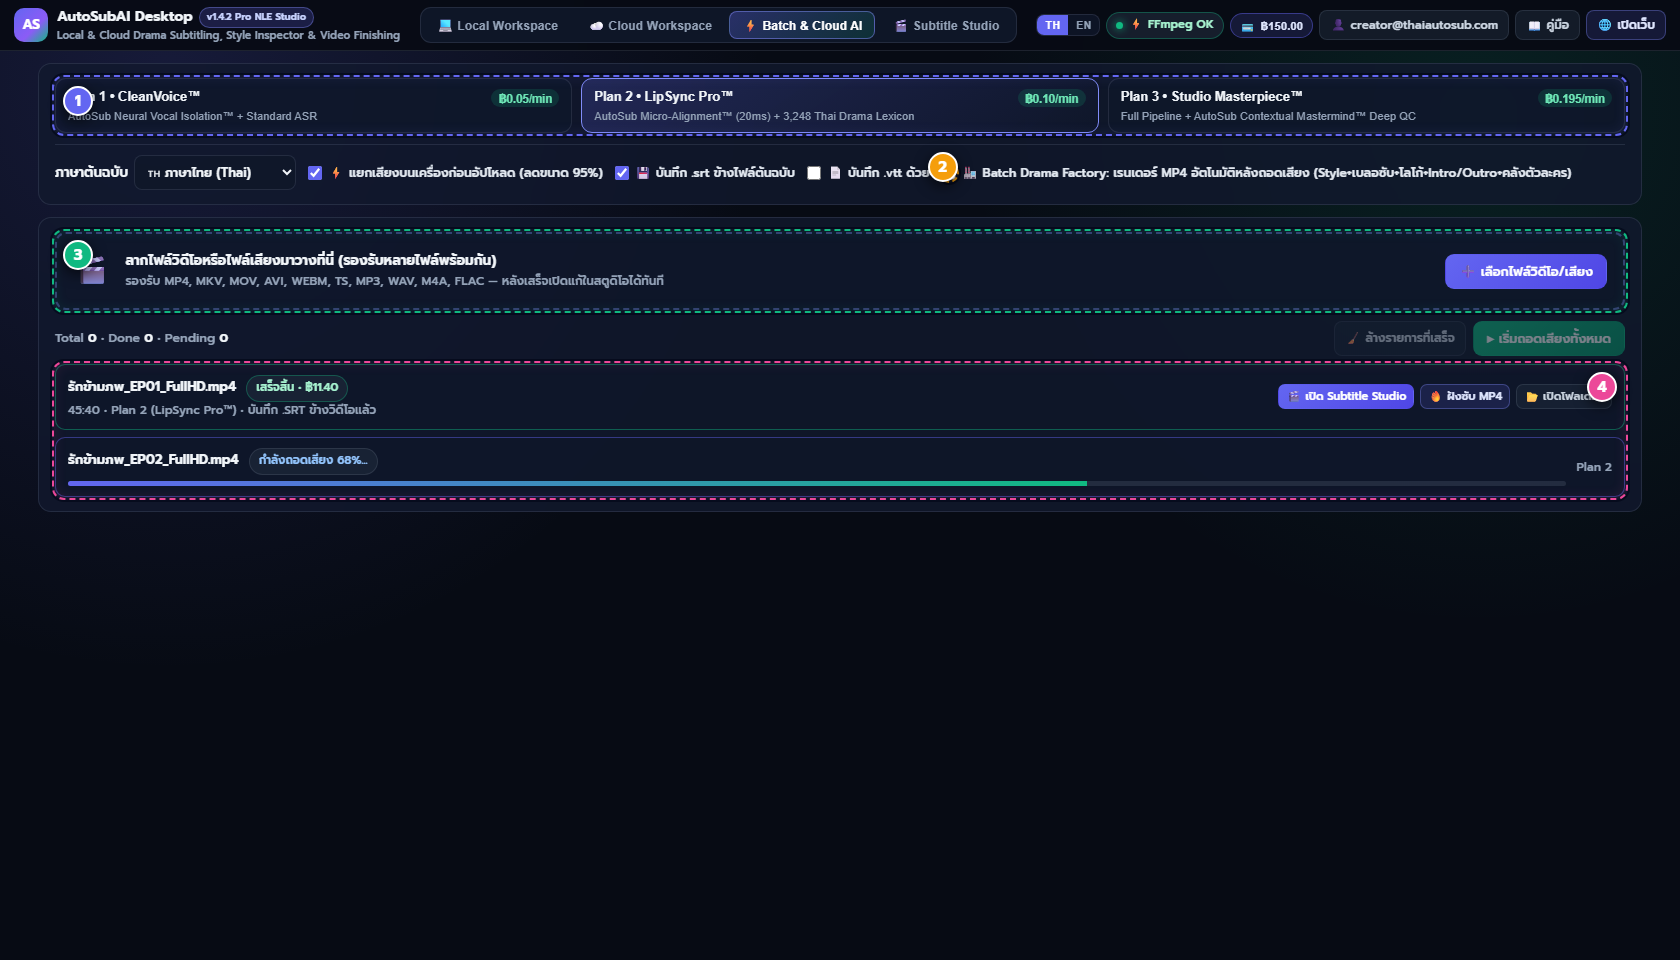 AS
AutoSubAI Desktop
v1.4.2 Pro NLE Studio
Local & Cloud Drama Subtitling, Style Inspector & Video Finishing
Local Workspace
Cloud Workspace
Batch & Cloud AI
Subtitle Studio
TH EN
FFmpeg OK
฿150.00
creator@thaiautosub.com
คู่มือ
เปิดเว็บ
1
1 • CleanVoice™
฿0.05/min
AutoSub Neural Vocal Isolation™ + Standard ASR
Plan 2 • LipSync Pro™
฿0.10/min
AutoSub Micro-Alignment™ (20ms) + 3,248 Thai Drama Lexicon
Plan 3 • Studio Masterpiece™
฿0.195/min
Full Pipeline + AutoSub Contextual Mastermind™ Deep QC
ภาษาต้นฉบับ
TH ภาษาไทย (Thai)
แยกเสียงบนเครื่องก่อนอัปโหลด (ลดขนาด 95%)
บันทึก .srt ข้างไฟล์ต้นฉบับ
บันทึก .vtt ด้วย
2
Batch Drama Factory: เรนเดอร์ MP4 อัตโนมัติหลังถอดเสียง (Style•เบลอซับ•โลโก้•Intro/Outro•คลังตัวละคร)
3
ลากไฟล์วิดีโอหรือไฟล์เสียงมาวางที่นี่ (รองรับหลายไฟล์พร้อมกัน)
รองรับ MP4, MKV, MOV, AVI, WEBM, TS, MP3, WAV, M4A, FLAC — หลังเสร็จเปิดแก้ในสตูดิโอได้ทันที
เลือกไฟล์วิดีโอ/เสียง
Total 0 · Done 0 · Pending 0
ล้างรายการที่เสร็จ
เริ่มถอดเสียงทั้งหมด
รักข้ามภพ_EP01_FullHD.mp4
เสร็จสิ้น · ฿11.40
45:40 · Plan 2 (LipSync Pro™) · บันทึก .SRT ข้างวิดีโอแล้ว
เปิด Subtitle Studio
ฝังซับ MP4
เปิดโฟลเด
4
รักข้ามภพ_EP02_FullHD.mp4
กำลังถอดเสียง 68%...
Plan 2